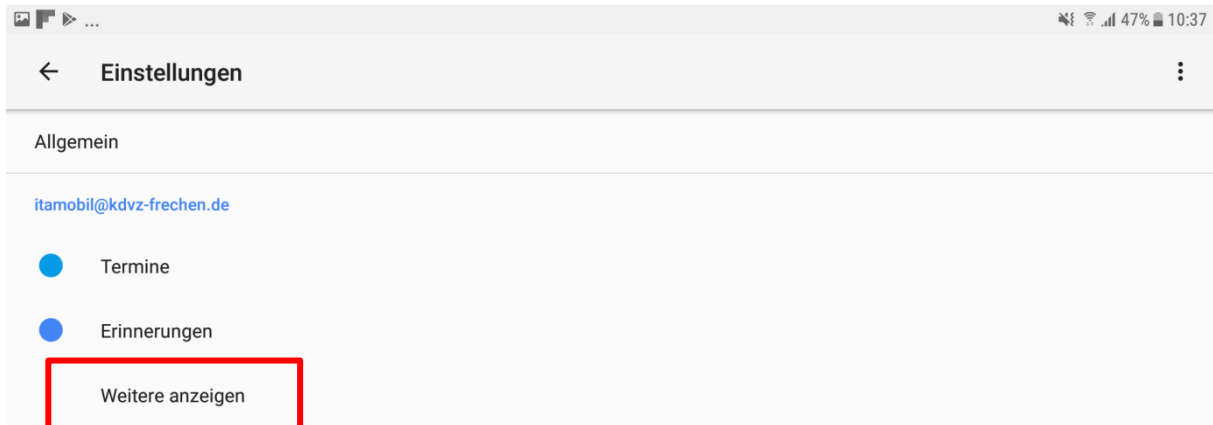 ... 47% 10:37
Einstellungen
Allgemein
itamobil@kdvz-frechen.de
Termine
Erinnerungen
Weitere anzeigen